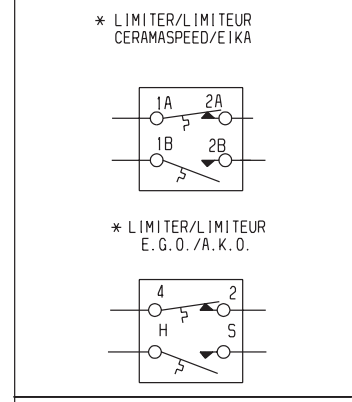 * LIMITER/LIMITEUR
CERAMASPEED/EIKA
1A 2A
1B 2B
* LIMITER/LIMITEUR
E.G.O./A.K.O.
4 2
H S